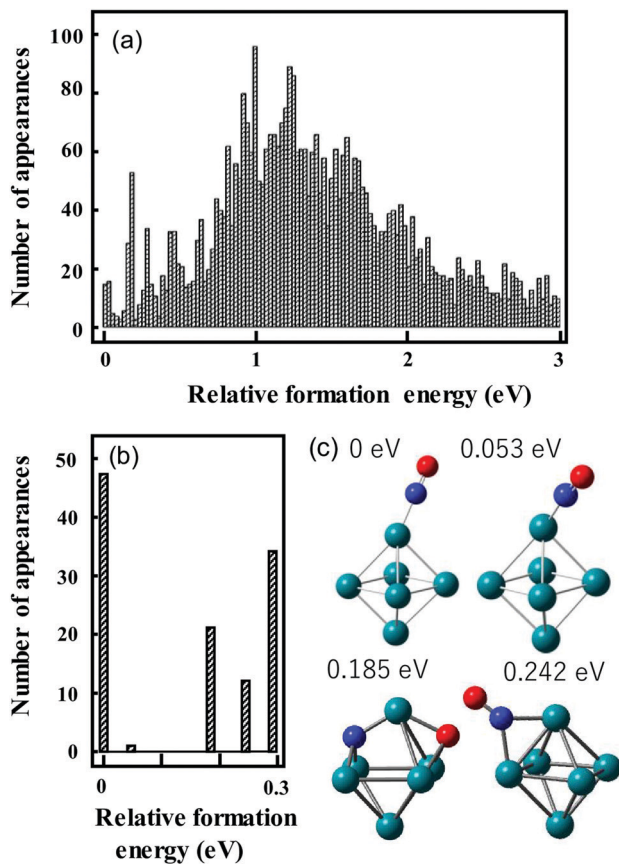 (a)
Number of appearances
100
80
60
40
20
0
0 1 2 3
Relative formation energy (eV)
(b)
Number of appearances
50
40
30
20
10
0
0 0.3
Relative formation
energy (eV)
(c)
0 eV 0.053 eV
0.185 eV 0.242 eV